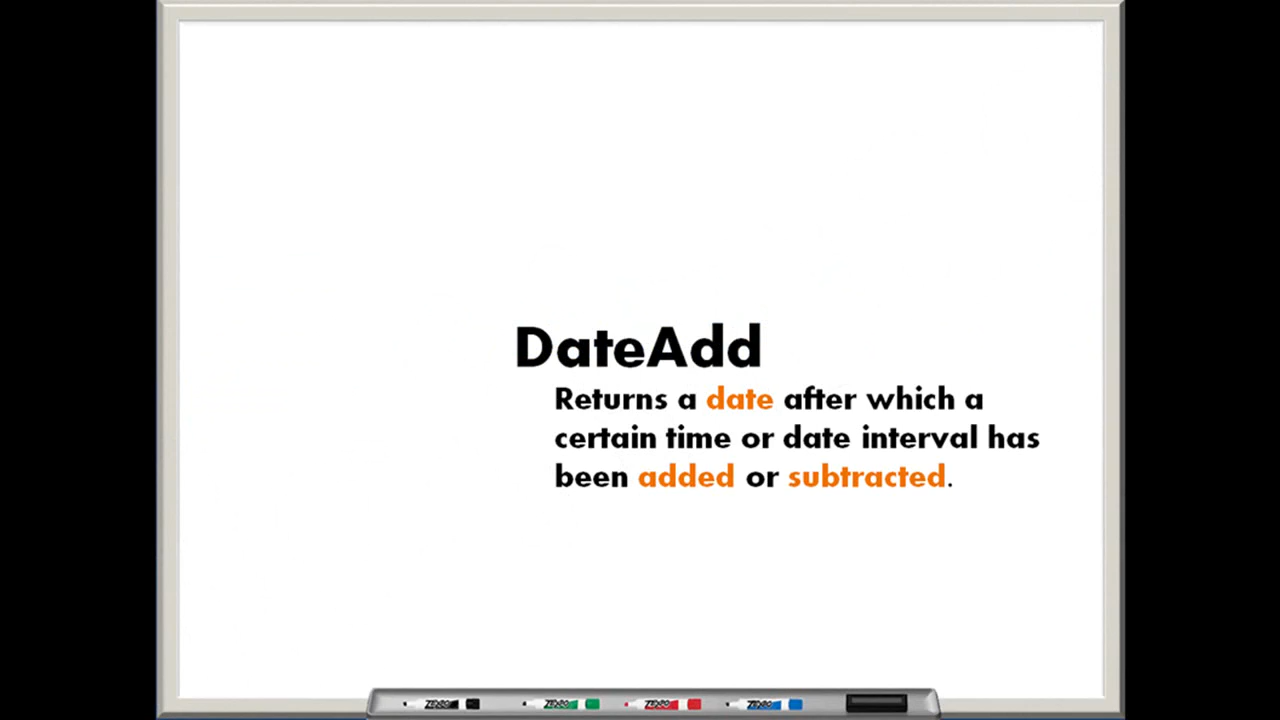 DateAdd
Returns a date after which a
certain time or date interval has
been added or subtracted.